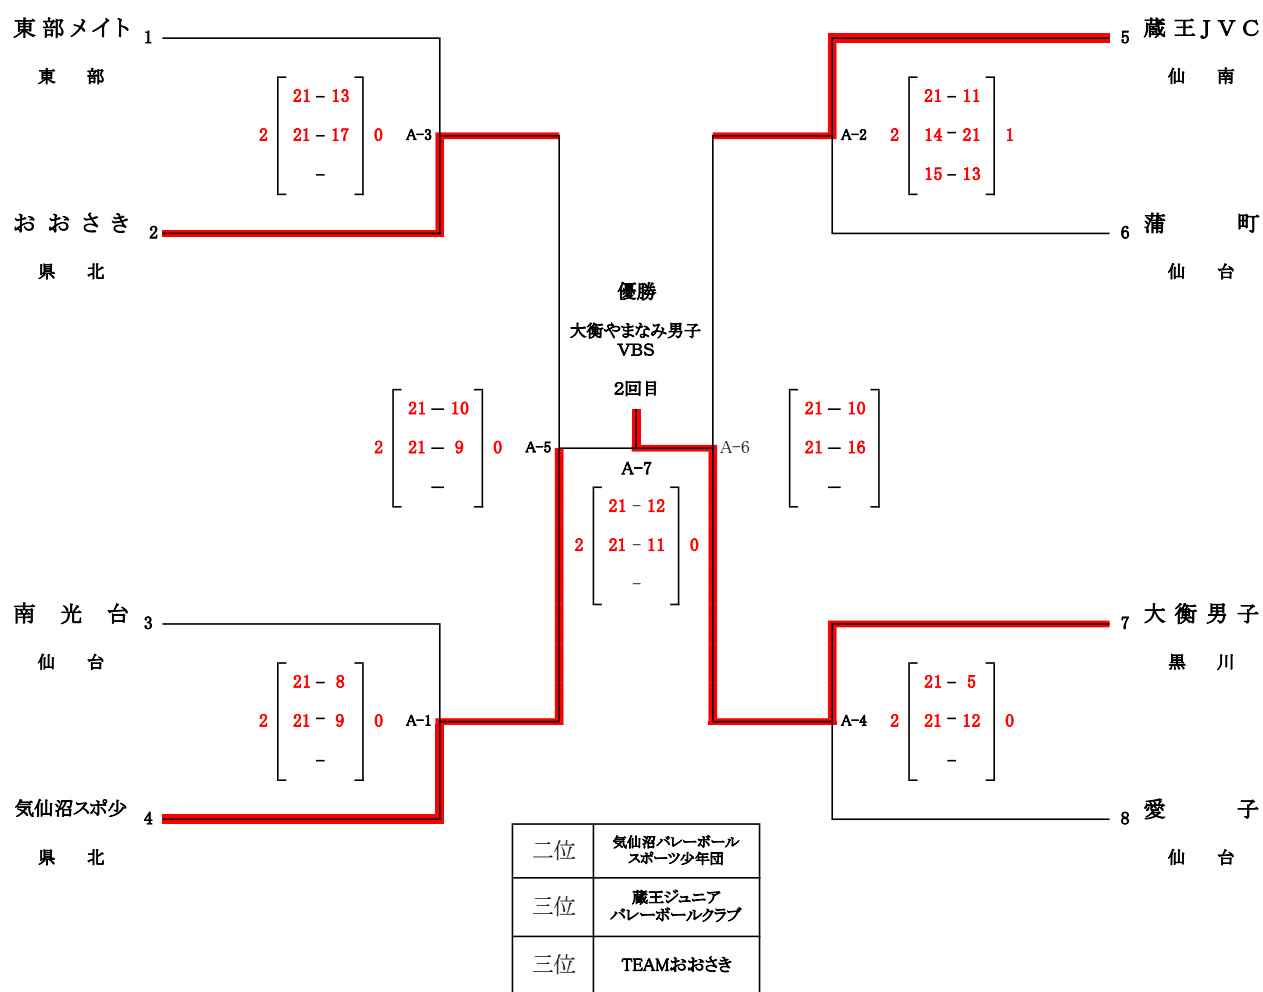 東部メイト 1
東 部
21 - 13
2 21 - 17 0 A-3
-
おおさき 2
県 北
5 蔵王ＪＶＣ
仙 南
21 - 11
A-2 2 14 - 21 1
15 - 13
6 蒲 町
仙 台
優勝
大衡やまなみ男子
VBS
2回目
21 - 10
2 21 - 9 0 A-5
-
A-6
21 - 10
21 - 16
-
A-7
21 - 12
2 21 - 11 0
-
南光台 3
仙 台
21 - 8
2 21 - 9 0 A-1
-
気仙沼スポ少 4
県 北
7 大衡男子
黒 川
21 - 5
A-4 2 21 - 12 0
-
8 愛 子
仙 台
二位 気仙沼バレーボール
スポーツ少年団
三位 蔵王ジュニア
バレーボールクラブ
三位 TEAMおおさき